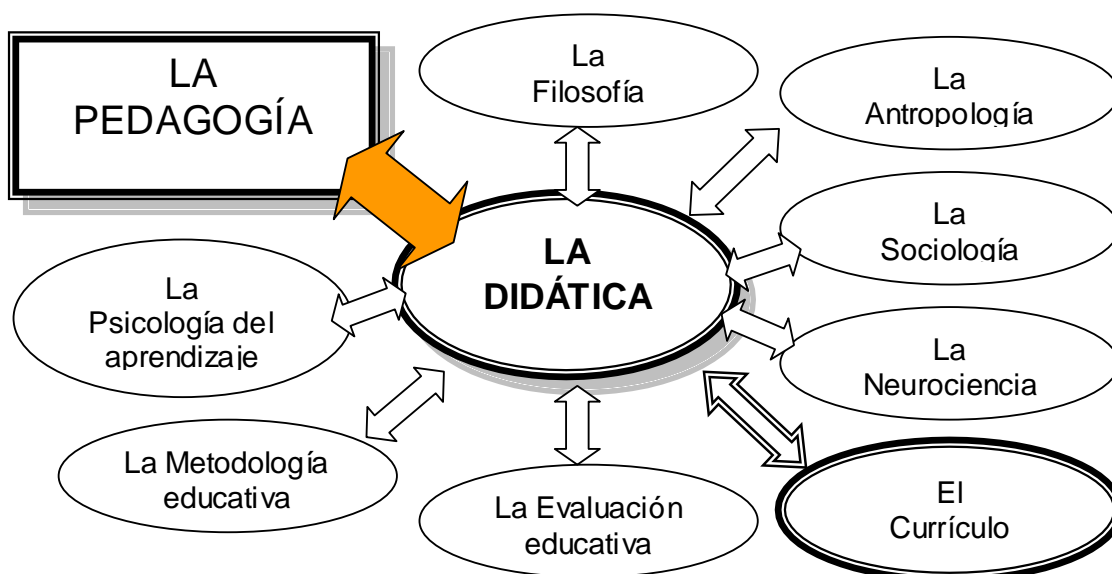 LA
PEDAGOGÍA
La
Filosofía
La
Antropología
La
Sociología
LA
DIDÁTICA
La
Psicología del
aprendizaje
La
Neurociencia
La Metodología
educativa
La Evaluación
educativa
El
Currículo